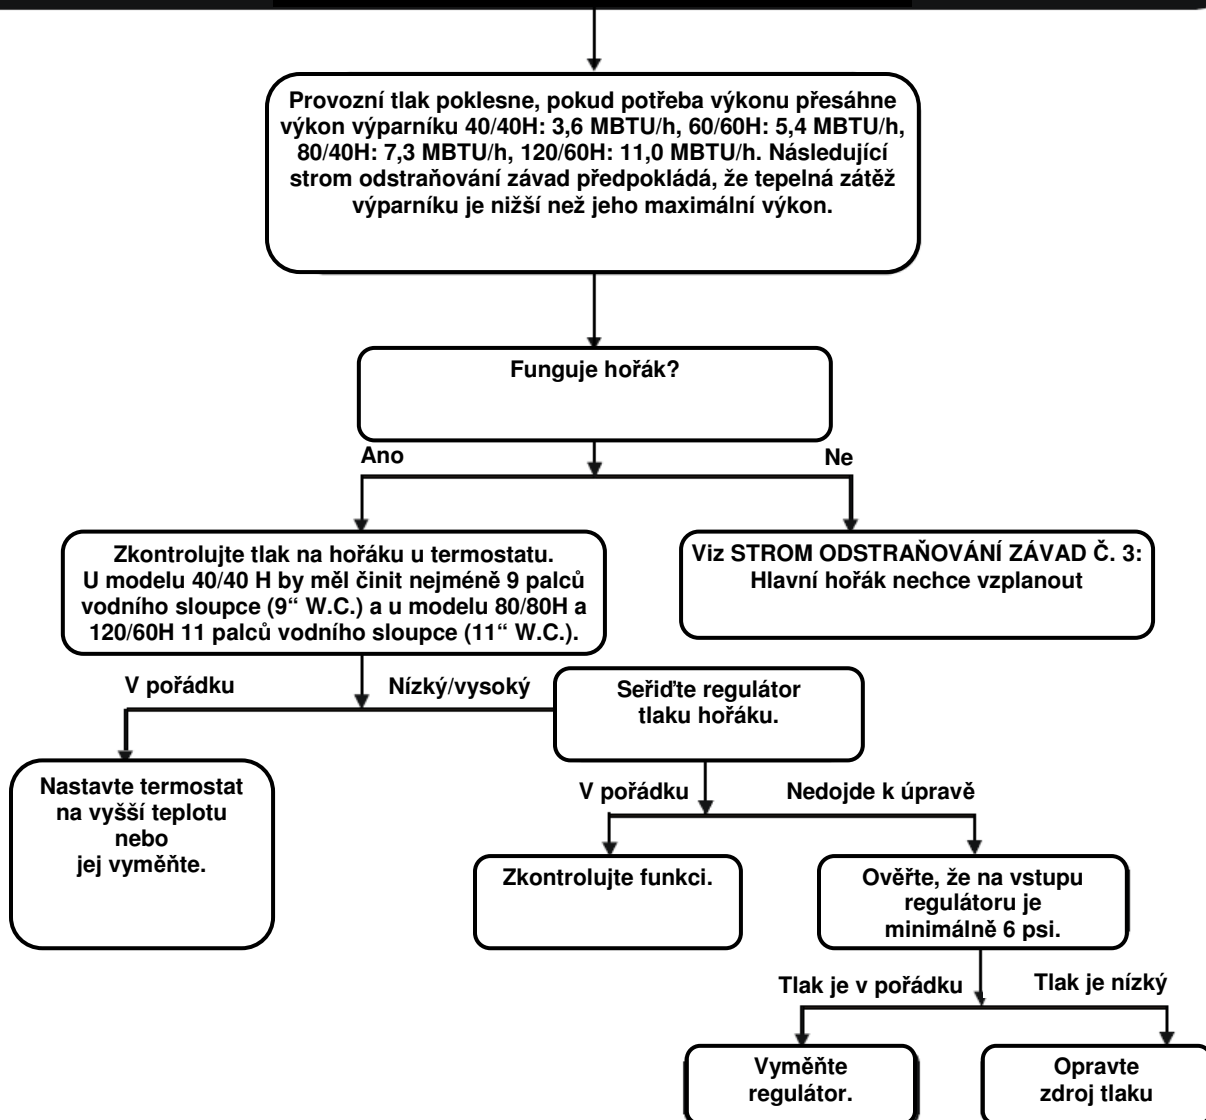 Provozní tlak poklesne, pokud potřeba výkonu přesáhne
výkon výparníku 40/40H: 3,6 MBTU/h, 60/60H: 5,4 MBTU/h,
80/40H: 7,3 MBTU/h, 120/60H: 11,0 MBTU/h. Následující
strom odstraňování závad předpokládá, že tepelná zátěž
výparníku je nižší než jeho maximální výkon.
Funguje hořák?
Ano
Ne
Zkontrolujte tlak na hořáku u termostatu.
U modelu 40/40 H by měl činit nejméně 9 palců
vodního sloupce (9“ W.C.) a u modelu 80/80H a
120/60H 11 palců vodního sloupce (11“ W.C.).
Viz STROM ODSTRAŇOVÁNÍ ZÁVAD Č. 3:
Hlavní hořák nechce vzplanout
V pořádku
Nízký/vysoký
Seřiďte regulátor
tlaku hořáku.
Nastavte termostat
na vyšší teplotu
nebo
jej vyměňte.
V pořádku
Nedojde k úpravě
Zkontrolujte funkci.
Ověřte, že na vstupu
regulátoru je
minimálně 6 psi.
Tlak je v pořádku
Tlak je nízký
Vyměňte
regulátor.
Opravte
zdroj tlaku